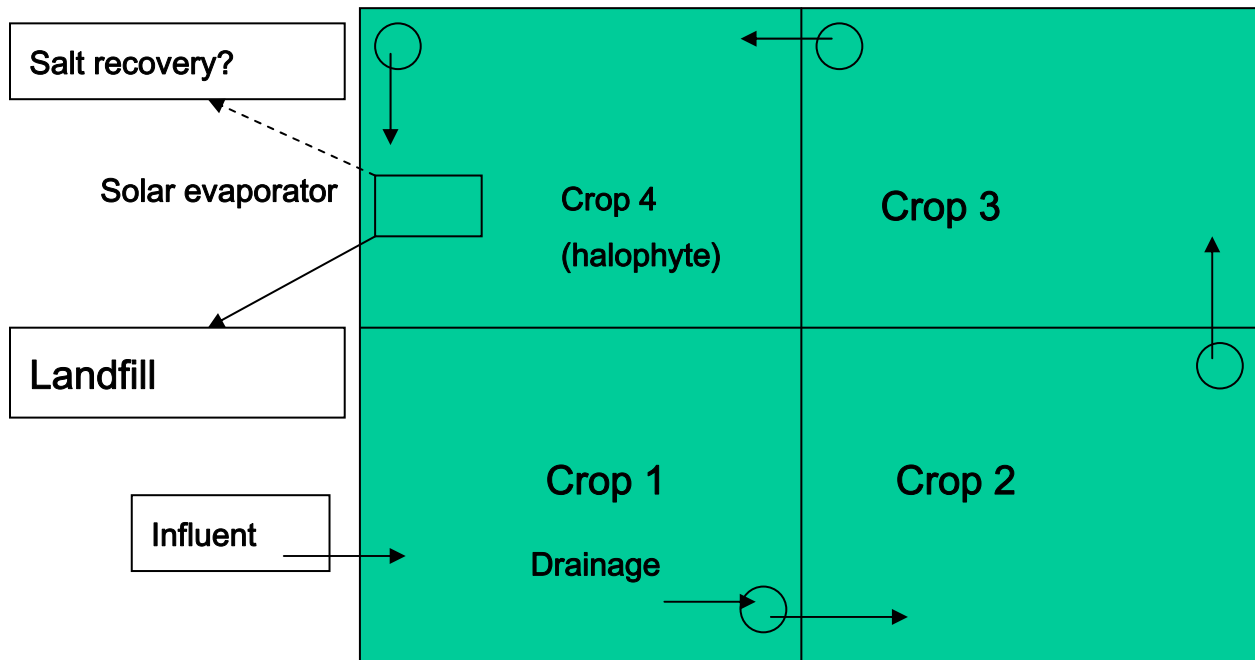 Salt recovery?
Solar evaporator
Crop 4
(halophyte)
Crop 3
Landfill
Crop 1
Crop 2
Influent
Drainage